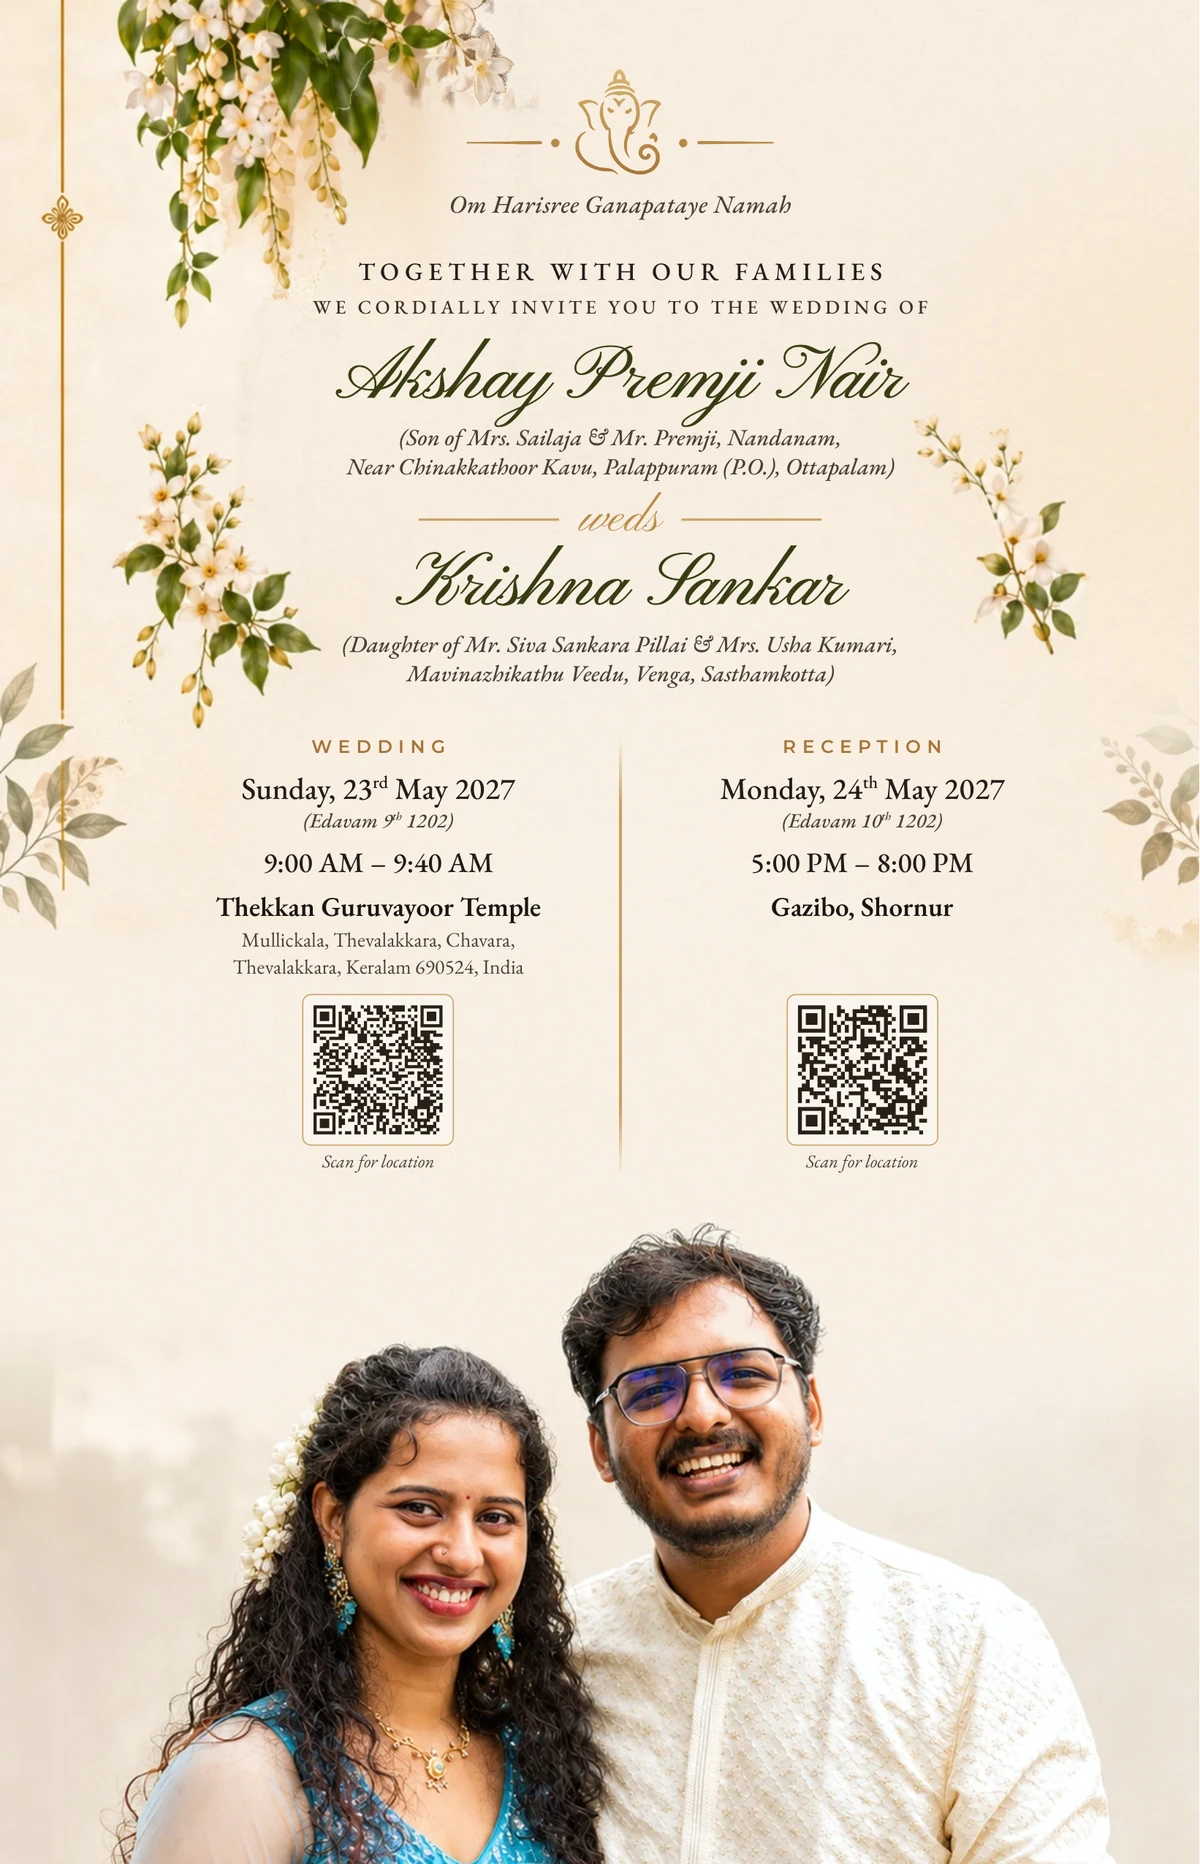 Om Harisree Ganapataye Namah
TOGETHER WITH OUR FAMILIES
WE CORDIALLY INVITE YOU TO THE WEDDING OF
Akshay Premji Nair
(Son of Mrs. Sailaja & Mr. Premji, Nandanam,
Near Chinakkathoor Kavu, Palappuram (P.O.), Ottapalam)
weds
Krishna Sankar
(Daughter of Mr. Siva Sankara Pillai & Mrs. Usha Kumari,
Mavinazhikathu Veedu, Venga, Sasthamkotta)
WEDDING
Sunday, 23rd May 2027
(Edavam 9th 1202)
9:00 AM – 9:40 AM
Thekkan Guruvayoor Temple
Mullickala, Thevalakkara, Chavara,
Thevalakkara, Keralam 690524, India
Scan for location
RECEPTION
Monday, 24th May 2027
(Edavam 10th 1202)
5:00 PM – 8:00 PM
Gazibo, Shornur
Scan for location